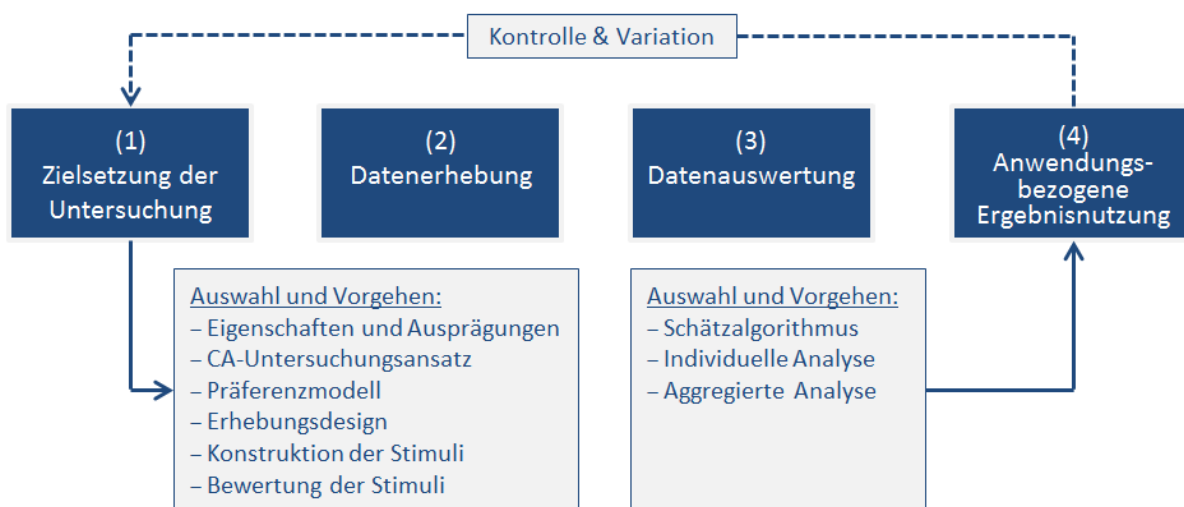 Kontrolle & Variation
(1)
Zielsetzung der
Untersuchung
(2)
Datenerhebung
(3)
Datenauswertung
(4)
Anwendungs-
bezogene
Ergebnisnutzung
Auswahl und Vorgehen:
– Eigenschaften und Ausprägungen
– CA-Untersuchungsansatz
– Präferenzmodell
– Erhebungsdesign
– Konstruktion der Stimuli
– Bewertung der Stimuli
Auswahl und Vorgehen:
– Schätzalgorithmus
– Individuelle Analyse
– Aggregierte Analyse